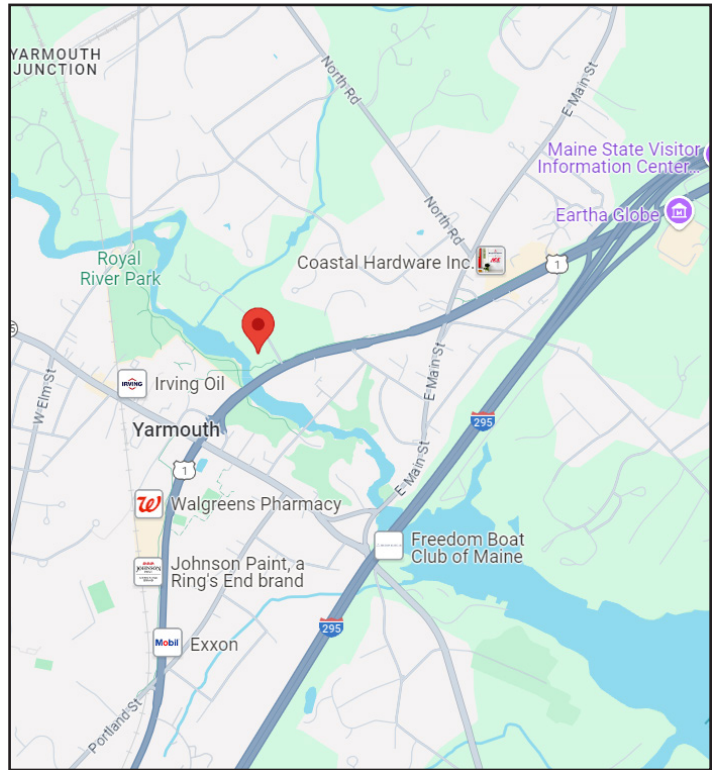 YARMOUTH
JUNCTION
North Rd
E Main St
Maine State Visitor
Information Center...
Eartha Globe
North Rd
Royal
River Park
Coastal Hardware Inc.
1
W Elm St
IRVING
Irving Oil
E Main St
295
Yarmouth
1
E Main St
Walgreens Pharmacy
Freedom Boat
Club of Maine
Johnson Paint, a
Ring's End brand
295
Mobil
Exxon
Portland St